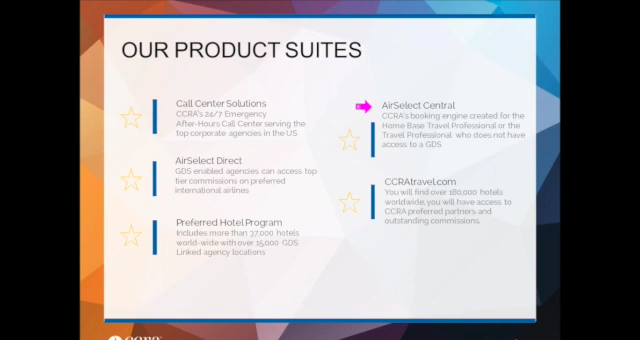 OUR PRODUCT SUITES
Call Center Solutions
CCRA's 24/7 Emergency
After-Hours Call Center serving the
top corporate agencies in the US
AirSelect Direct
GDS enabled agencies can access top
tier commissions on preferred
international airlines
Preferred Hotel Program
Includes more than 37,000 hotels
world-wide with over 15,000 GDS
Linked agency locations
AirSelect Central
CCRA's booking engine created for the
Home Base Travel Professional or the
Travel Professional who does not have
access to a GDS.
CCRAtravel.com
You will find over 180,000 hotels
worldwide, you will have access to
CCRA preferred partners and
outstanding commissions.